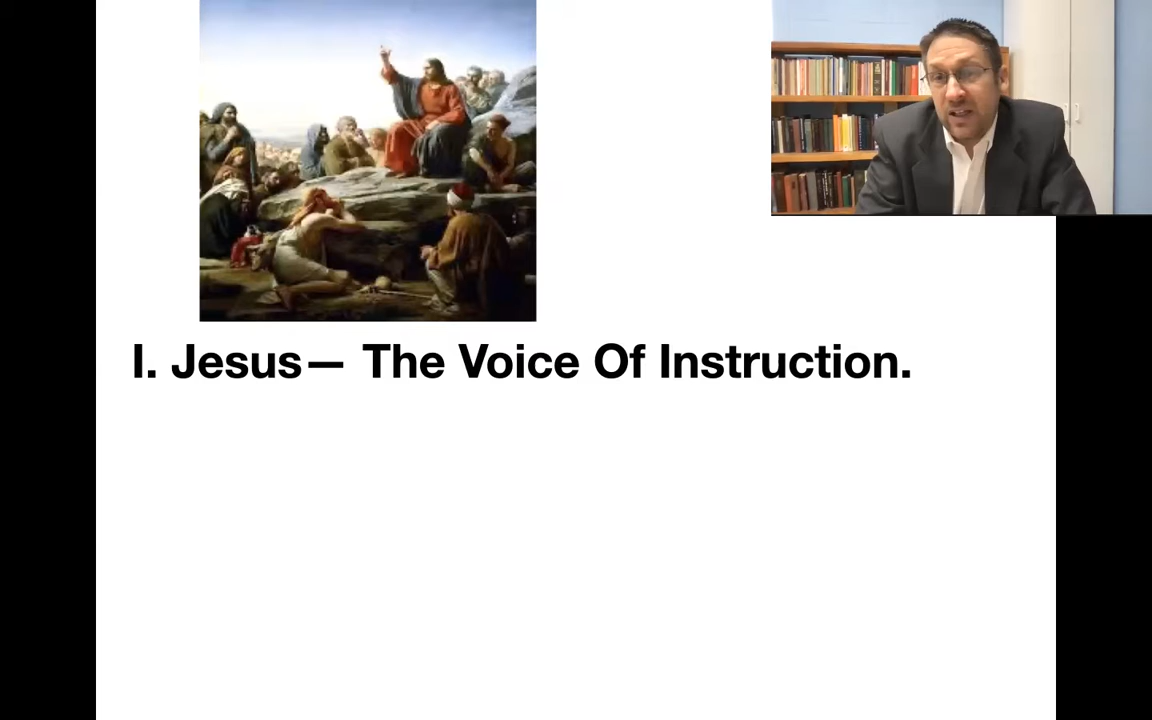 I. Jesus— The Voice Of Instruction.